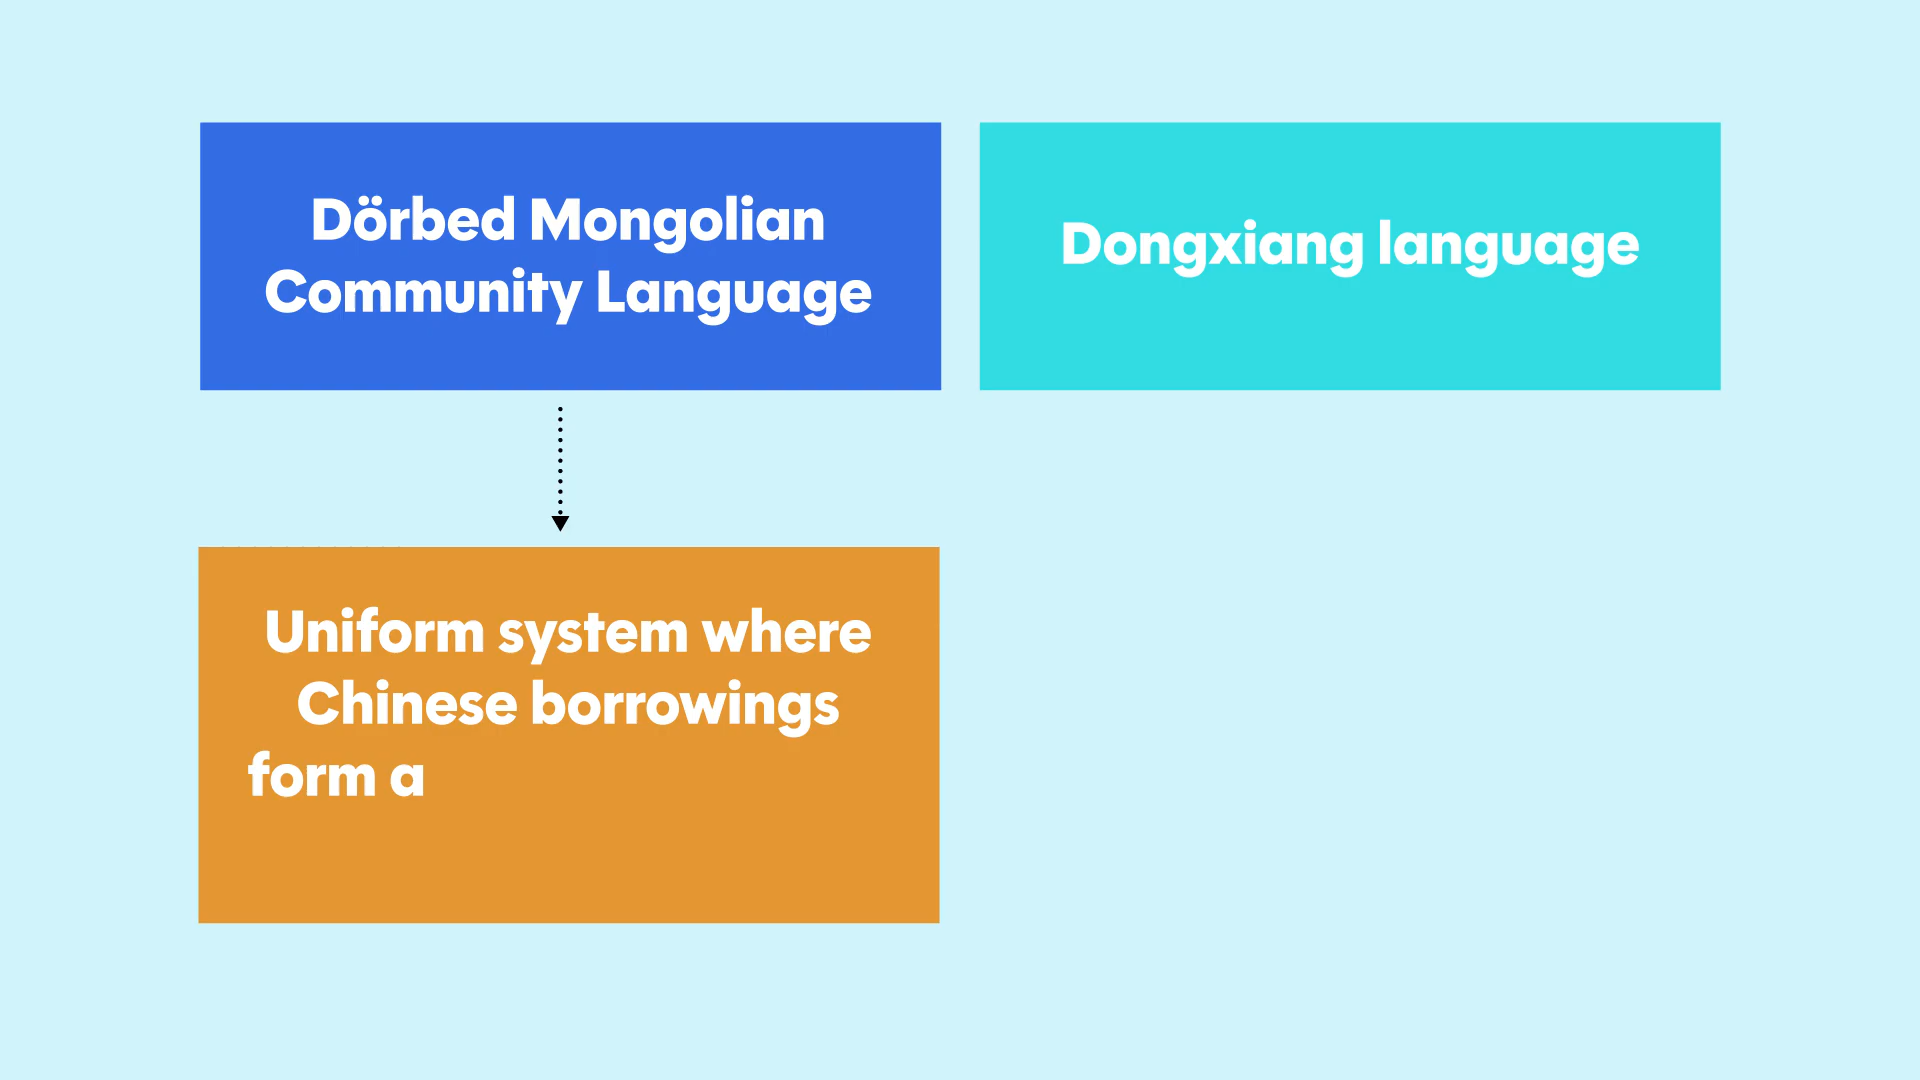 Dörbed Mongolian
Community Language
Dongxiang language
Uniform system where
Chinese borrowings
form a